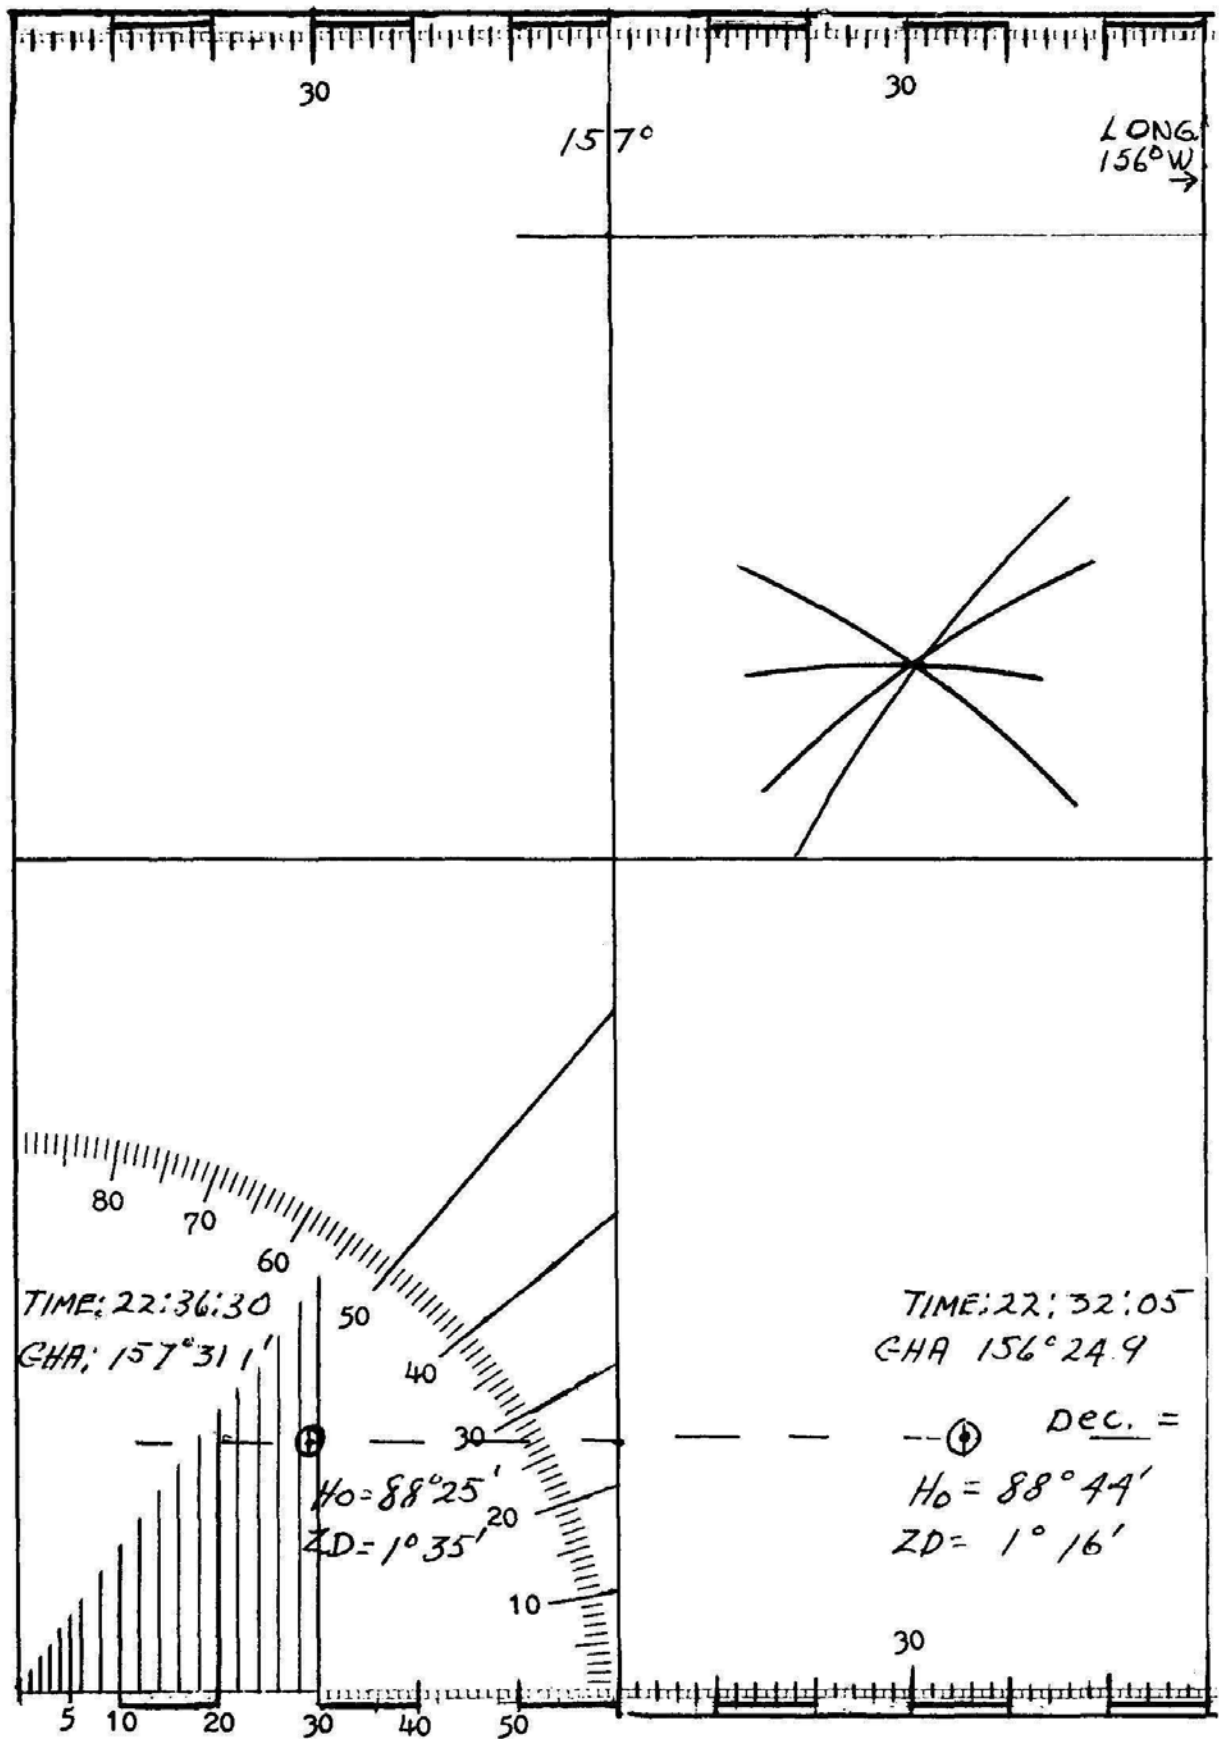 30
30
157°
LONG.
156°W
→
80
70
60
50
40
30
20
10
TIME: 22:36:30
GHA: 157°31 1'
Ho = 88°25'
ZD = 1°35'
TIME: 22:32:05
GHA 156°24.9
Dec. =
Ho = 88°44'
ZD = 1° 16'
30
5 10 20 30 40 50